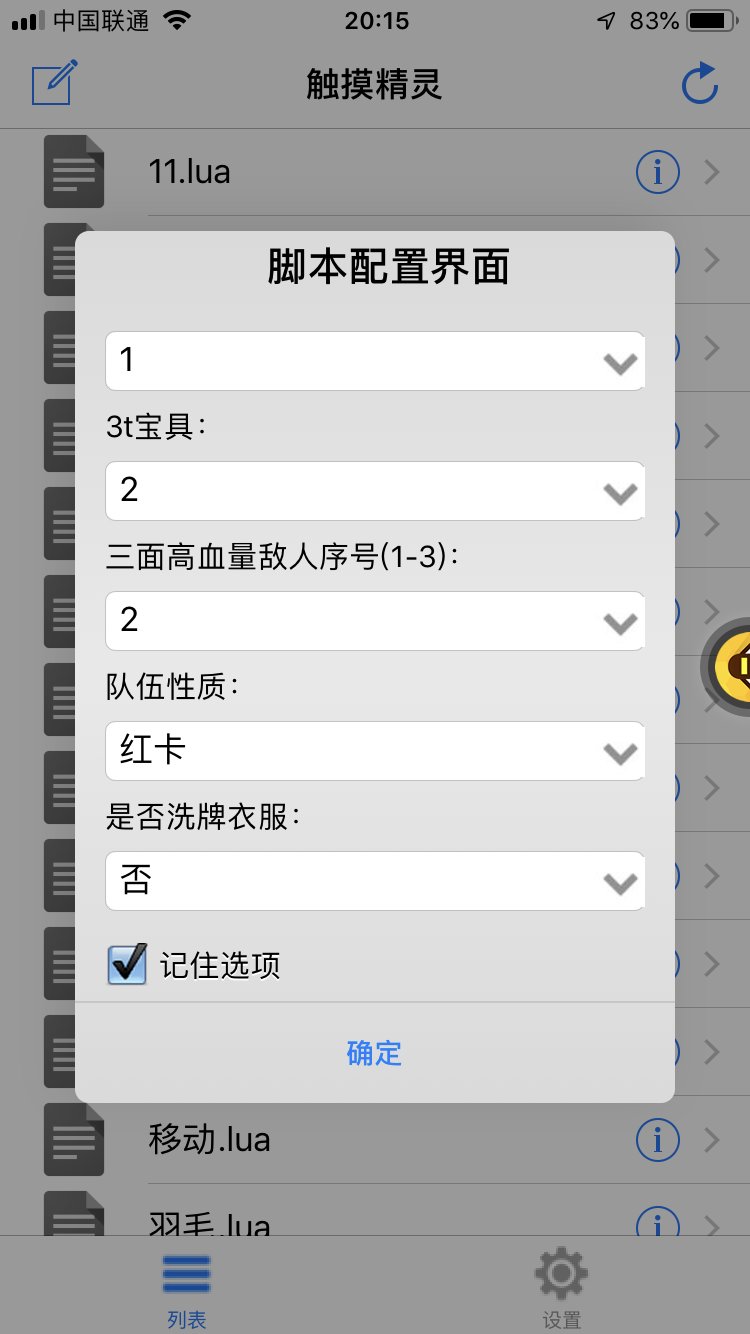 中国联通
20:15
83%
触摸精灵
11.lua
脚本配置界面
1
3t宝具：
2
三面高血量敌人序号(1-3)：
2
队伍性质：
红卡
是否洗牌衣服：
否
记住选项
确定
移动.lua
羽毛.lua
列表
设置